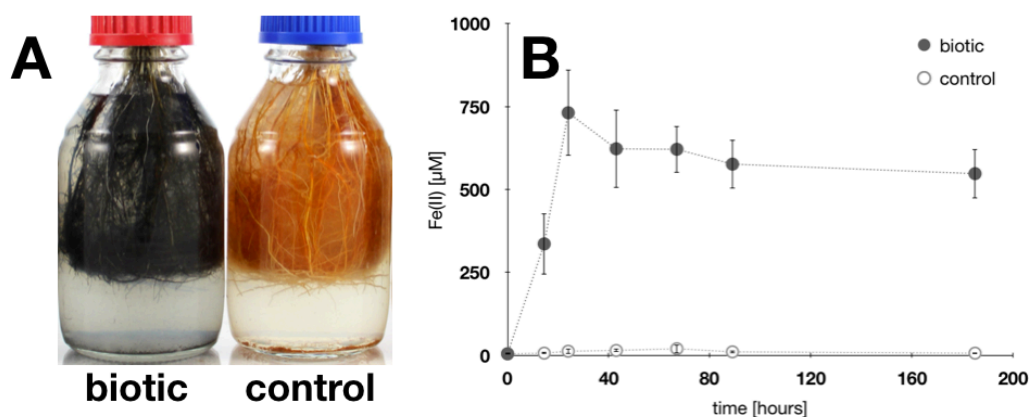 A
biotic
control
B
1000
750
500
250
0
Fe(II) [µM]
biotic
control
0
40
80
120
160
200
time [hours]